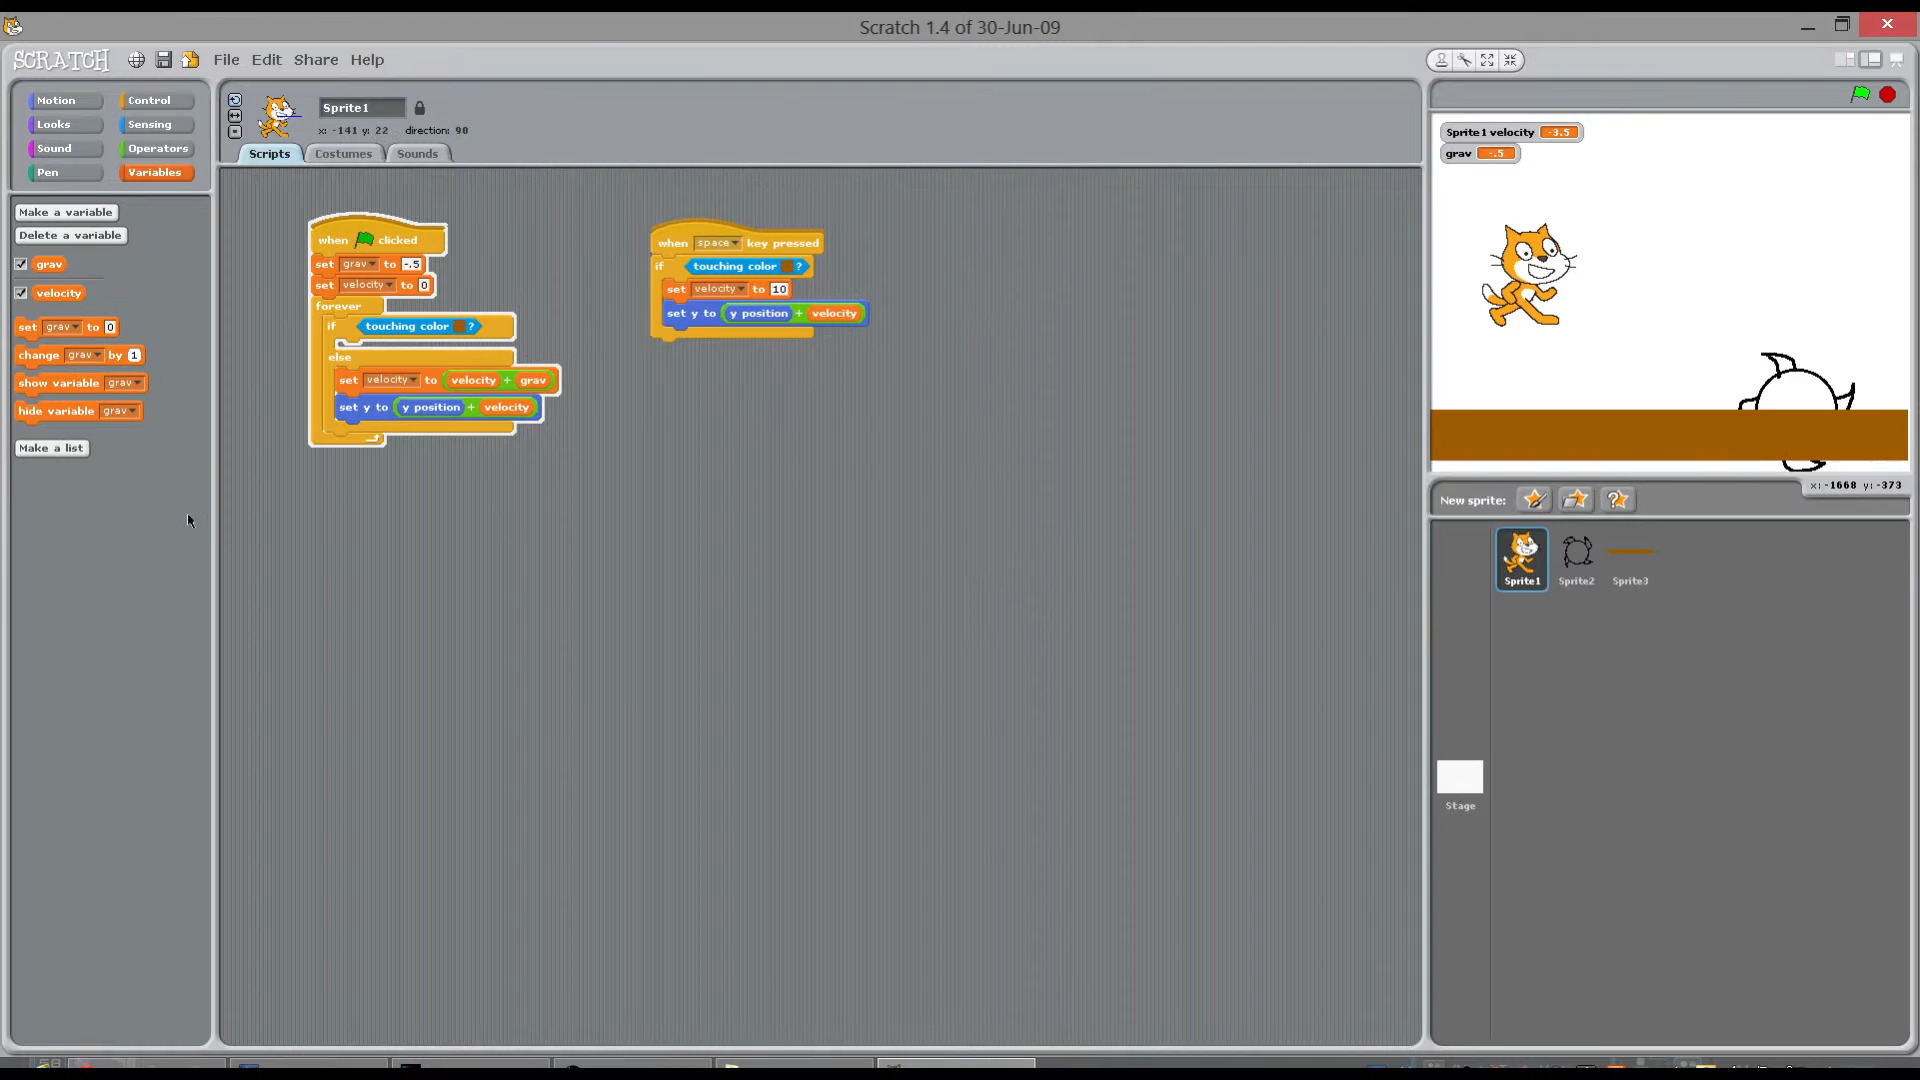 Scratch 1.4 of 30-Jun-09
SCRATCH File Edit Share Help
Motion Control
Looks Sensing
Sound Operators
Pen Variables
Make a variable
Delete a variable
grav
velocity
set grav to 0
change grav by 1
show variable grav
hide variable grav
Make a list
Sprite1
x: -141 y: 22 direction: 90
Scripts Costumes Sounds
when clicked
set grav to -.5
set velocity to 0
forever
if touching color ?
else
set velocity to velocity + grav
set y to y position + velocity
when space key pressed
if touching color ?
set velocity to 10
set y to y position + velocity
Sprite1 velocity -3.5
grav -.5
x: -1668 y: -373
New sprite:
Sprite1 Sprite2 Sprite3
Stage